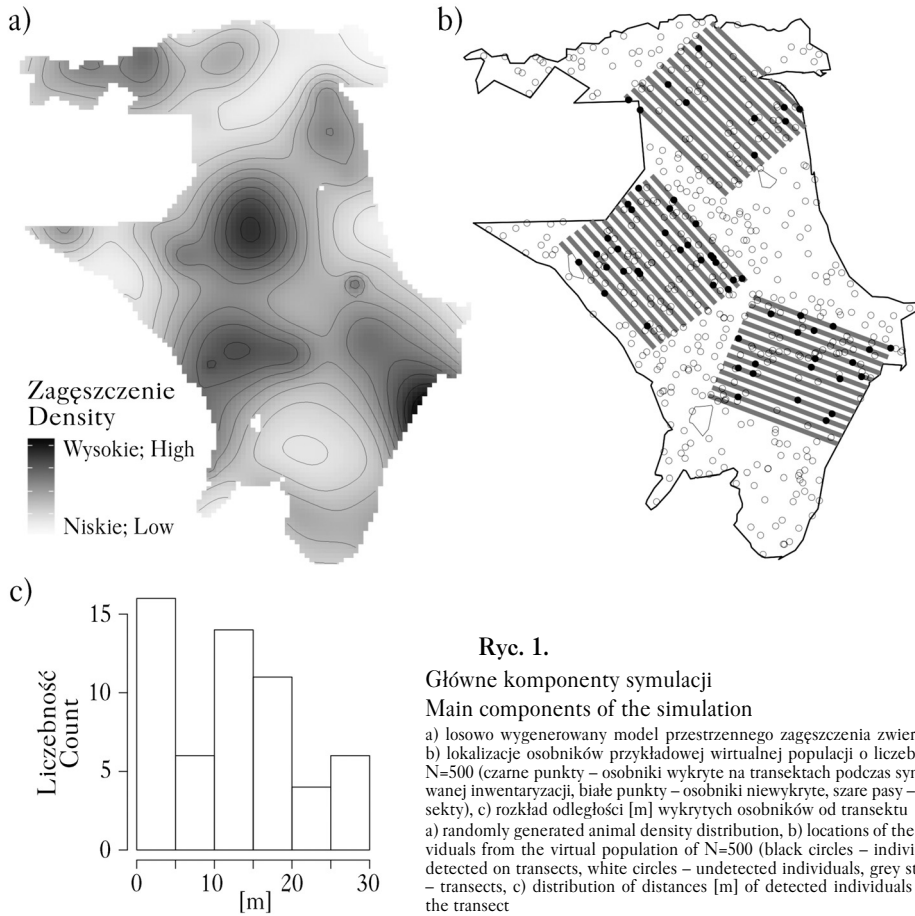 a)
b)
Zagęszczenie
Density
Wysokie; High
Niskie; Low
c)
15
10
5
0
Liczebność
Count
0 10 20 30
[m]
Ryc. 1.
Główne komponenty symulacji
Main components of the simulation
a) losowo wygenerowany model przestrzennego zagęszczenia zwier
b) lokalizacje osobników przykładowej wirtualnej populacji o liczeb
N=500 (czarne punkty – osobniki wykryte na transektach podczas sym
wanej inwentaryzacji, białe punkty – osobniki niewykryte, szare pasy –
sekty), c) rozkład odległości [m] wykrytych osobników od transektu
a) randomly generated animal density distribution, b) locations of the
viduals from the virtual population of N=500 (black circles – indivi
detected on transects, white circles – undetected individuals, grey st
– transects, c) distribution of distances [m] of detected individuals
the transect